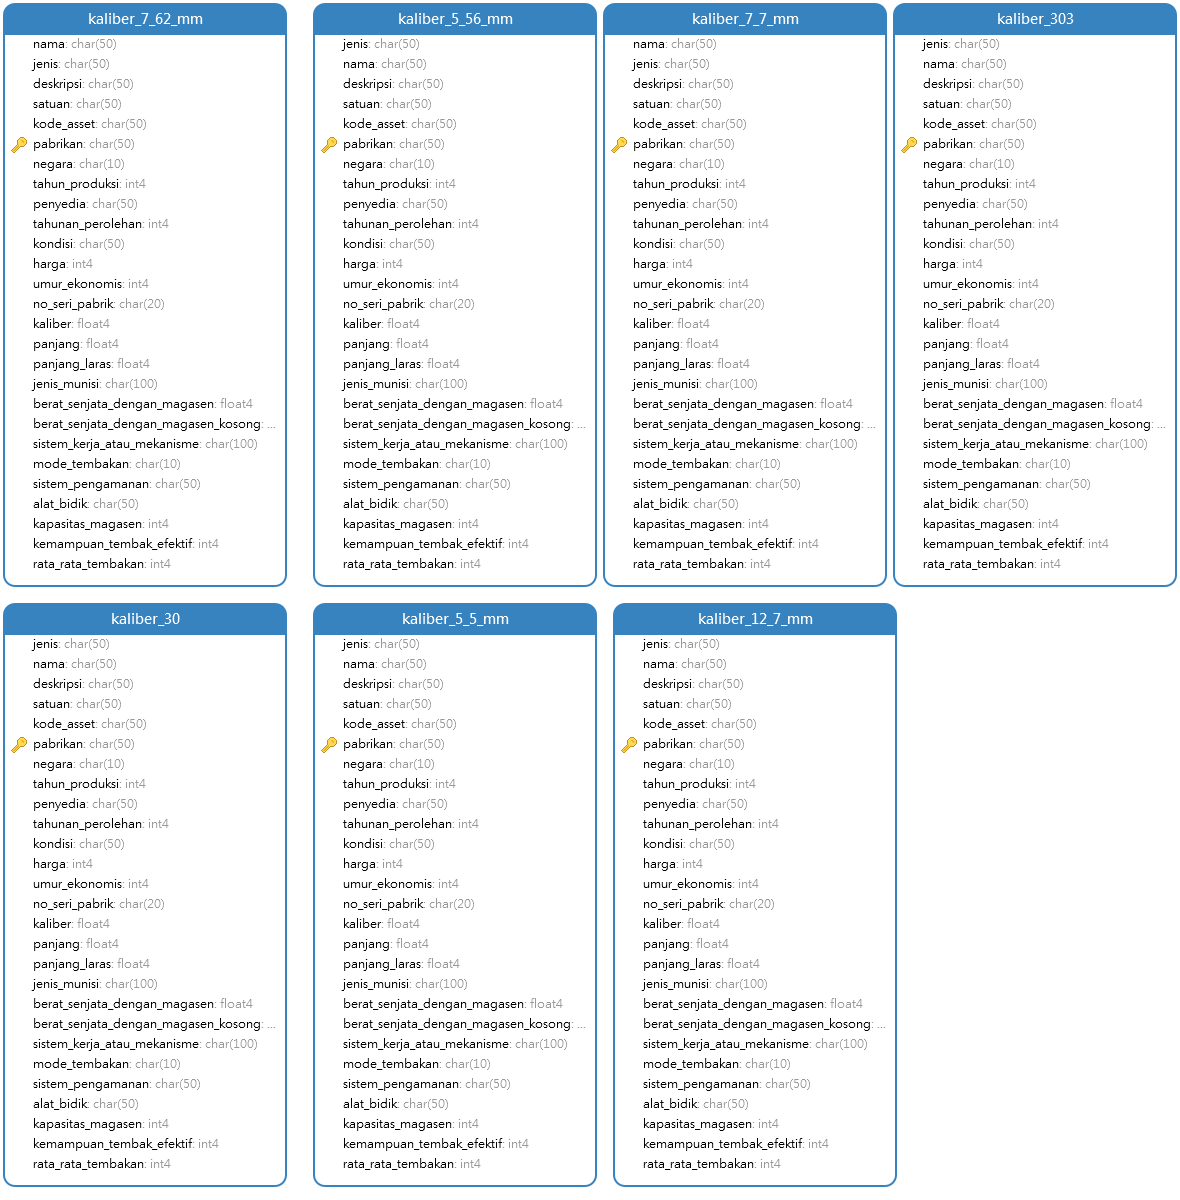 kaliber_7_62_mm
nama: char(50)
jenis: char(50)
deskripsi: char(50)
satuan: char(50)
kode_asset: char(50)
pabrikan: char(50)
negara: char(10)
tahun_produksi: int4
penyedia: char(50)
tahunan_perolehan: int4
kondisi: char(50)
harga: int4
umur_ekonomis: int4
no_seri_pabrik: char(20)
kaliber: float4
panjang: float4
panjang_laras: float4
jenis_munisi: char(100)
berat_senjata_dengan_magasen: float4
berat_senjata_dengan_magasen_kosong: ...
sistem_kerja_atau_mekanisme: char(100)
mode_tembakan: char(10)
sistem_pengamanan: char(50)
alat_bidik: char(50)
kapasitas_magasen: int4
kemampuan_tembak_efektif: int4
rata_rata_tembakan: int4
kaliber_5_56_mm
jenis: char(50)
nama: char(50)
deskripsi: char(50)
satuan: char(50)
kode_asset: char(50)
pabrikan: char(50)
negara: char(10)
tahun_produksi: int4
penyedia: char(50)
tahunan_perolehan: int4
kondisi: char(50)
harga: int4
umur_ekonomis: int4
no_seri_pabrik: char(20)
kaliber: float4
panjang: float4
panjang_laras: float4
jenis_munisi: char(100)
berat_senjata_dengan_magasen: float4
berat_senjata_dengan_magasen_kosong: ...
sistem_kerja_atau_mekanisme: char(100)
mode_tembakan: char(10)
sistem_pengamanan: char(50)
alat_bidik: char(50)
kapasitas_magasen: int4
kemampuan_tembak_efektif: int4
rata_rata_tembakan: int4
kaliber_7_7_mm
nama: char(50)
jenis: char(50)
deskripsi: char(50)
satuan: char(50)
kode_asset: char(50)
pabrikan: char(50)
negara: char(10)
tahun_produksi: int4
penyedia: char(50)
tahunan_perolehan: int4
kondisi: char(50)
harga: int4
umur_ekonomis: int4
no_seri_pabrik: char(20)
kaliber: float4
panjang: float4
panjang_laras: float4
jenis_munisi: char(100)
berat_senjata_dengan_magasen: float4
berat_senjata_dengan_magasen_kosong: ...
sistem_kerja_atau_mekanisme: char(100)
mode_tembakan: char(10)
sistem_pengamanan: char(50)
alat_bidik: char(50)
kapasitas_magasen: int4
kemampuan_tembak_efektif: int4
rata_rata_tembakan: int4
kaliber_303
jenis: char(50)
nama: char(50)
deskripsi: char(50)
satuan: char(50)
kode_asset: char(50)
pabrikan: char(50)
negara: char(10)
tahun_produksi: int4
penyedia: char(50)
tahunan_perolehan: int4
kondisi: char(50)
harga: int4
umur_ekonomis: int4
no_seri_pabrik: char(20)
kaliber: float4
panjang: float4
panjang_laras: float4
jenis_munisi: char(100)
berat_senjata_dengan_magasen: float4
berat_senjata_dengan_magasen_kosong: ...
sistem_kerja_atau_mekanisme: char(100)
mode_tembakan: char(10)
sistem_pengamanan: char(50)
alat_bidik: char(50)
kapasitas_magasen: int4
kemampuan_tembak_efektif: int4
rata_rata_tembakan: int4
kaliber_30
jenis: char(50)
nama: char(50)
deskripsi: char(50)
satuan: char(50)
kode_asset: char(50)
pabrikan: char(50)
negara: char(10)
tahun_produksi: int4
penyedia: char(50)
tahunan_perolehan: int4
kondisi: char(50)
harga: int4
umur_ekonomis: int4
no_seri_pabrik: char(20)
kaliber: float4
panjang: float4
panjang_laras: float4
jenis_munisi: char(100)
berat_senjata_dengan_magasen: float4
berat_senjata_dengan_magasen_kosong: ...
sistem_kerja_atau_mekanisme: char(100)
mode_tembakan: char(10)
sistem_pengamanan: char(50)
alat_bidik: char(50)
kapasitas_magasen: int4
kemampuan_tembak_efektif: int4
rata_rata_tembakan: int4
kaliber_5_5_mm
jenis: char(50)
nama: char(50)
deskripsi: char(50)
satuan: char(50)
kode_asset: char(50)
pabrikan: char(50)
negara: char(10)
tahun_produksi: int4
penyedia: char(50)
tahunan_perolehan: int4
kondisi: char(50)
harga: int4
umur_ekonomis: int4
no_seri_pabrik: char(20)
kaliber: float4
panjang: float4
panjang_laras: float4
jenis_munisi: char(100)
berat_senjata_dengan_magasen: float4
berat_senjata_dengan_magasen_kosong: ...
sistem_kerja_atau_mekanisme: char(100)
mode_tembakan: char(10)
sistem_pengamanan: char(50)
alat_bidik: char(50)
kapasitas_magasen: int4
kemampuan_tembak_efektif: int4
rata_rata_tembakan: int4
kaliber_12_7_mm
jenis: char(50)
nama: char(50)
deskripsi: char(50)
satuan: char(50)
kode_asset: char(50)
pabrikan: char(50)
negara: char(10)
tahun_produksi: int4
penyedia: char(50)
tahunan_perolehan: int4
kondisi: char(50)
harga: int4
umur_ekonomis: int4
no_seri_pabrik: char(20)
kaliber: float4
panjang: float4
panjang_laras: float4
jenis_munisi: char(100)
berat_senjata_dengan_magasen: float4
berat_senjata_dengan_magasen_kosong: ...
sistem_kerja_atau_mekanisme: char(100)
mode_tembakan: char(10)
sistem_pengamanan: char(50)
alat_bidik: char(50)
kapasitas_magasen: int4
kemampuan_tembak_efektif: int4
rata_rata_tembakan: int4